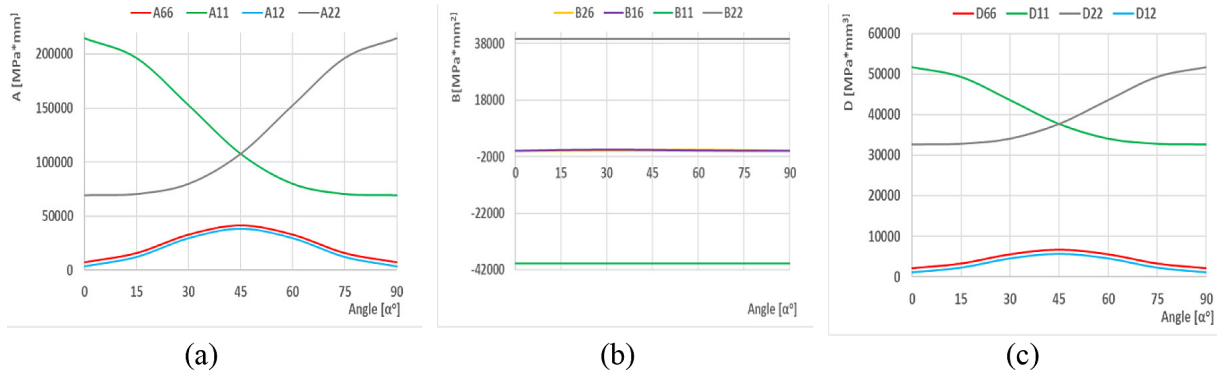 A66 A11 A12 A22
A [MPa*mm]
200000
150000
100000
50000
0
0 15 30 45 60 75 90
Angle [α°]
(a)
B26 B16 B11 B22
B[MPa*mm²]
38000
18000
-2000
-22000
-42000
0 15 30 45 60 75 90
Angle [α°]
(b)
D66 D11 D22 D12
D [MPa*mm³]
60000
50000
40000
30000
20000
10000
0
0 15 30 45 60 75 90
Angle [α°]
(c)